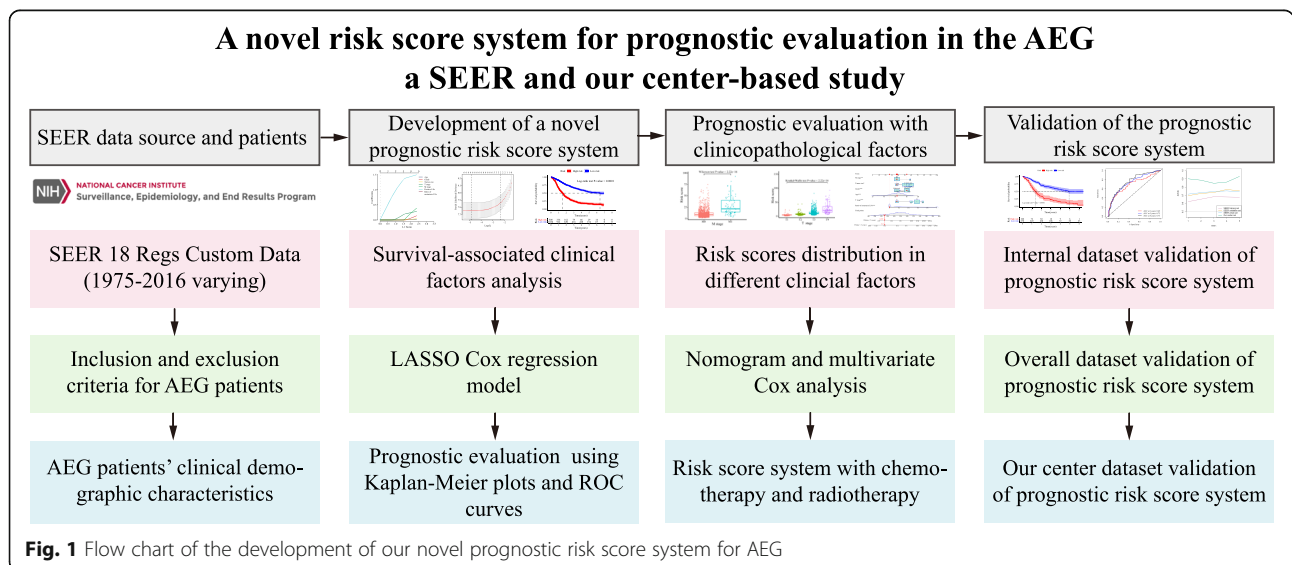 A novel risk score system for prognostic evaluation in the AEG
a SEER and our center-based study
SEER data source and patients
Development of a novel
prognostic risk score system
Prognostic evaluation with
clinicopathological factors
Validation of the prognostic
risk score system
NIH
NATIONAL CANCER INSTITUTE
Surveillance, Epidemiology, and End Results Program
SEER 18 Regs Custom Data
(1975-2016 varying)
Survival-associated clinical
factors analysis
Risk scores distribution in
different clincial factors
Internal dataset validation of
prognostic risk score system
Inclusion and exclusion
criteria for AEG patients
LASSO Cox regression
model
Nomogram and multivariate
Cox analysis
Overall dataset validation of
prognostic risk score system
AEG patients' clinical demo-
graphic characteristics
Prognostic evaluation using
Kaplan-Meier plots and ROC
curves
Risk score system with chemo-
therapy and radiotherapy
Our center dataset validation
of prognostic risk score system
Fig. 1 Flow chart of the development of our novel prognostic risk score system for AEG